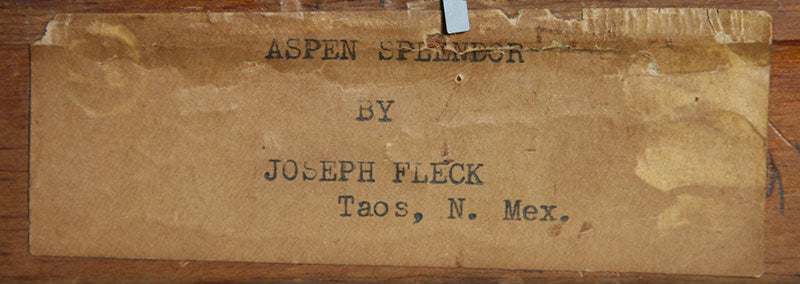 ASPEN SPLENDOR
BY
JOSEPH FLECK
Taos, N. Mex.